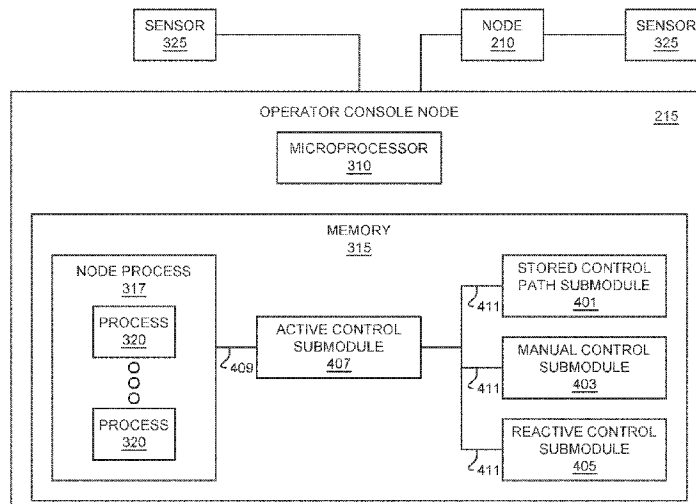 SENSOR
325
NODE
210
SENSOR
325
OPERATOR CONSOLE NODE
215
MICROPROCESSOR
310
MEMORY
315
NODE PROCESS
317
PROCESS
320
PROCESS
320
409
ACTIVE CONTROL
SUBMODULE
407
411
STORED CONTROL
PATH SUBMODULE
401
411
MANUAL CONTROL
SUBMODULE
403
411
REACTIVE CONTROL
SUBMODULE
405